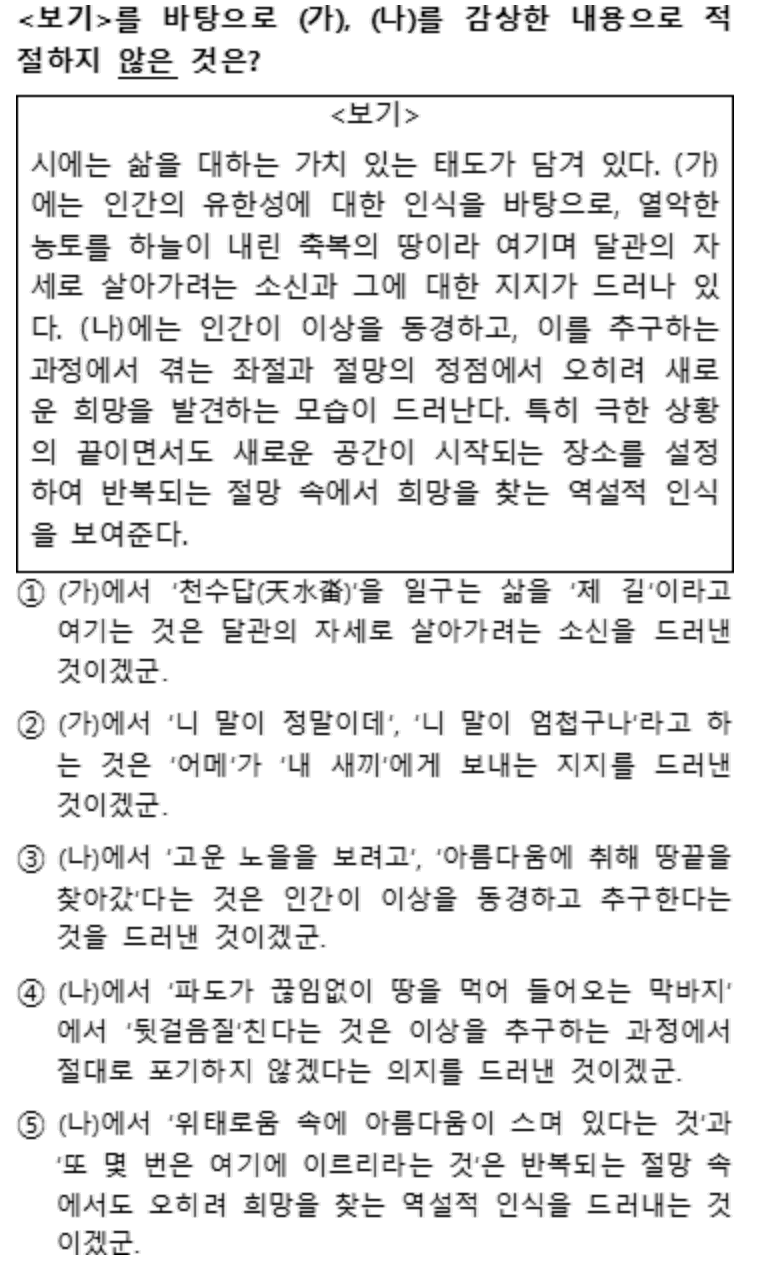 <보기>를 바탕으로 (가), (나)를 감상한 내용으로 적
절하지 않은 것은?
<보기>
시에는 삶을 대하는 가치 있는 태도가 담겨 있다. (가)
에는 인간의 유한성에 대한 인식을 바탕으로, 열악한
농토를 하늘이 내린 축복의 땅이라 여기며 달관의 자
세로 살아가려는 소신과 그에 대한 지지가 드러나 있
다. (나)에는 인간이 이상을 동경하고, 이를 추구하는
과정에서 겪는 좌절과 절망의 정점에서 오히려 새로
운 희망을 발견하는 모습이 드러난다. 특히 극한 상황
의 끝이면서도 새로운 공간이 시작되는 장소를 설정
하여 반복되는 절망 속에서 희망을 찾는 역설적 인식
을 보여준다.
① (가)에서 '천수답(天水畓)'을 일구는 삶을 '제 길'이라고
여기는 것은 달관의 자세로 살아가려는 소신을 드러낸
것이겠군.
② (가)에서 '니 말이 정말이데', '니 말이 엄첩구나'라고 하
는 것은 '어메'가 '내 새끼'에게 보내는 지지를 드러낸
것이겠군.
③ (나)에서 '고운 노을을 보려고', '아름다움에 취해 땅끝을
찾아갔'다는 것은 인간이 이상을 동경하고 추구한다는
것을 드러낸 것이겠군.
④ (나)에서 '파도가 끊임없이 땅을 먹어 들어오는 막바지'
에서 '뒷걸음질'친다는 것은 이상을 추구하는 과정에서
절대로 포기하지 않겠다는 의지를 드러낸 것이겠군.
⑤ (나)에서 '위태로움 속에 아름다움이 스며 있다는 것'과
'또 몇 번은 여기에 이르리라는 것'은 반복되는 절망 속
에서도 오히려 희망을 찾는 역설적 인식을 드러내는 것
이겠군.